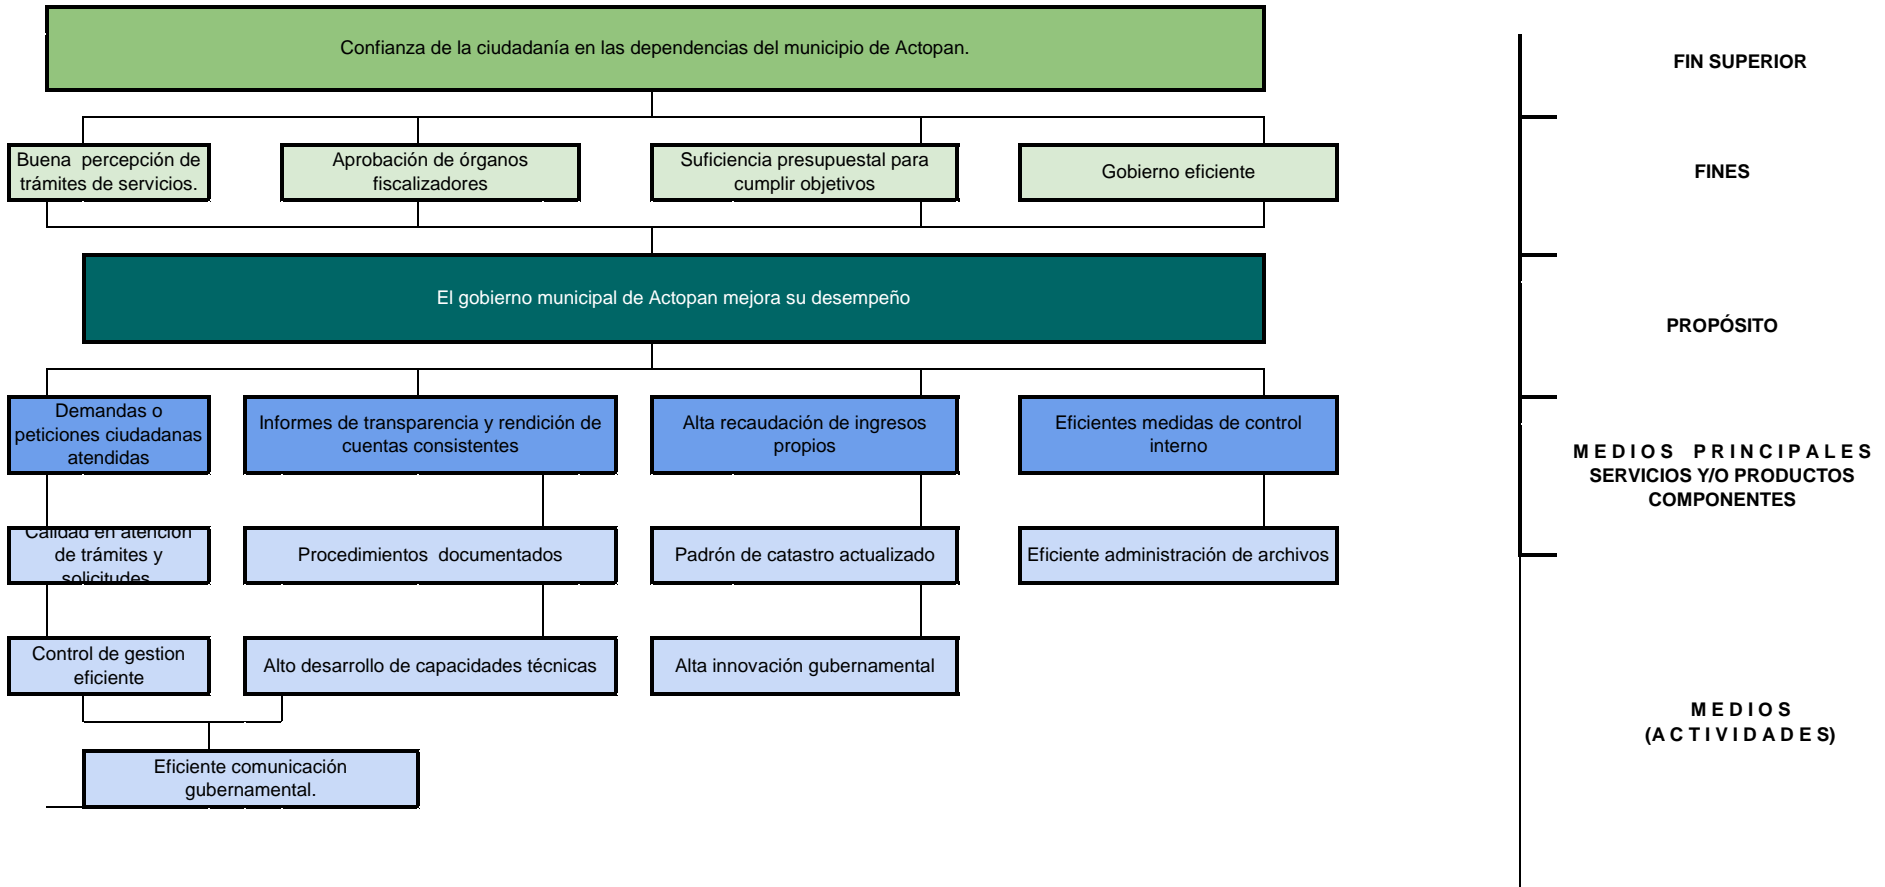 Confianza de la ciudadanía en las dependencias del municipio de Actopan.
FIN SUPERIOR
Buena  percepción de
trámites de servicios.
Aprobación de órganos
fiscalizadores
Suficiencia presupuestal para
cumplir objetivos
Gobierno eficiente
FINES
El gobierno municipal de Actopan mejora su desempeño
PROPÓSITO
Demandas o
peticiones ciudadanas
atendidas
Informes de transparencia y rendición de
cuentas consistentes
Alta recaudación de ingresos
propios
Eficientes medidas de control
interno
M E D I O S   P R I N C I P A L E S
SERVICIOS Y/O PRODUCTOS
COMPONENTES
Calidad en atención
de trámites y
solicitudes
Procedimientos  documentados
Padrón de catastro actualizado
Eficiente administración de archivos
Control de gestion
eficiente
Alto desarrollo de capacidades técnicas
Alta innovación gubernamental
M E D I O S
(A C T I V I D A D E S)
Eficiente comunicación
gubernamental.